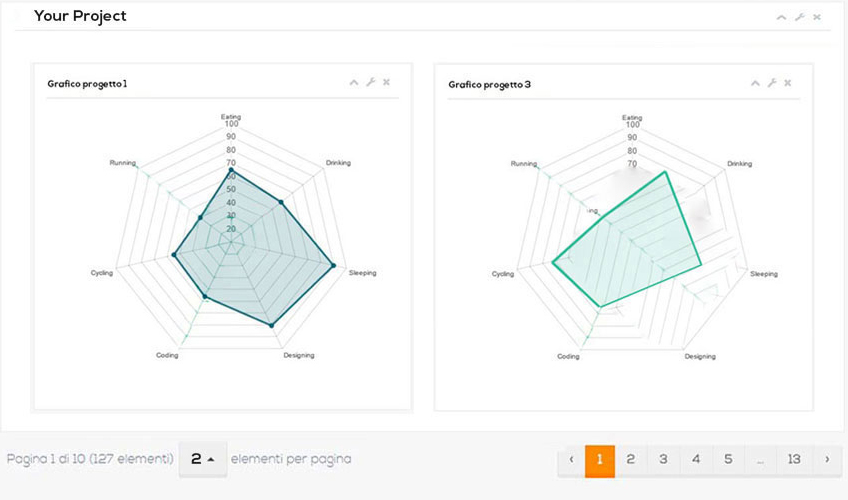 Your Project
Grafico progetto 1
Eating
100
90
80
70
60
50
40
30
20
Drinking
Sleeping
Designing
Coding
Cycling
Running
Grafico progetto 3
Eating
100
90
80
70
Drinking
Sleeping
Designing
Coding
Cycling
Running
Pagina 1 di 10 (127 elementi) 2 elementi per pagina
‹ 1 2 3 4 5 ... 13 ›